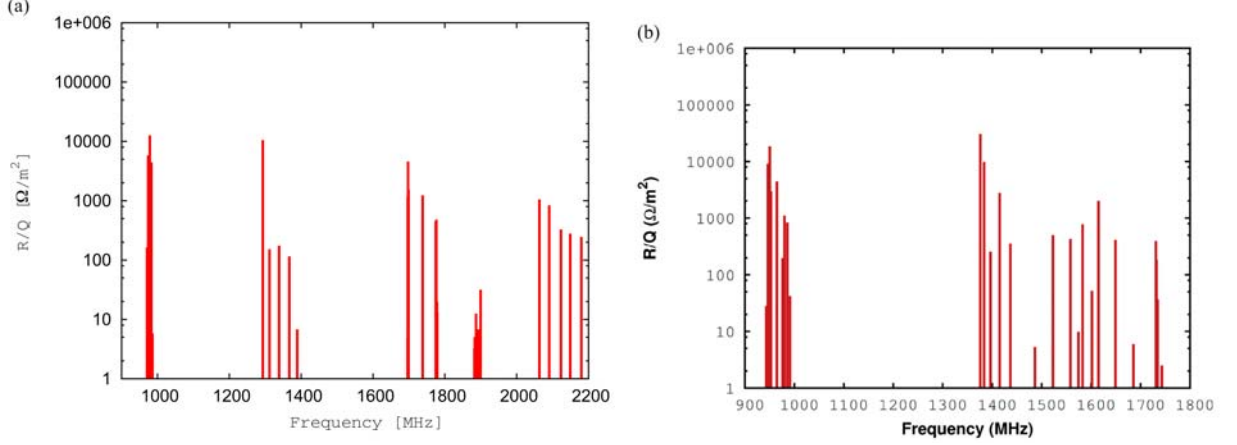 (a)
1e+006
100000
10000
1000
100
10
1
R/Q [Ω/m²]
1000 1200 1400 1600 1800 2000 2200
Frequency [MHz]
(b)
1e+006
100000
10000
1000
100
10
1
R/Q (Ω/m²)
900 1000 1100 1200 1300 1400 1500 1600 1700 1800
Frequency (MHz)